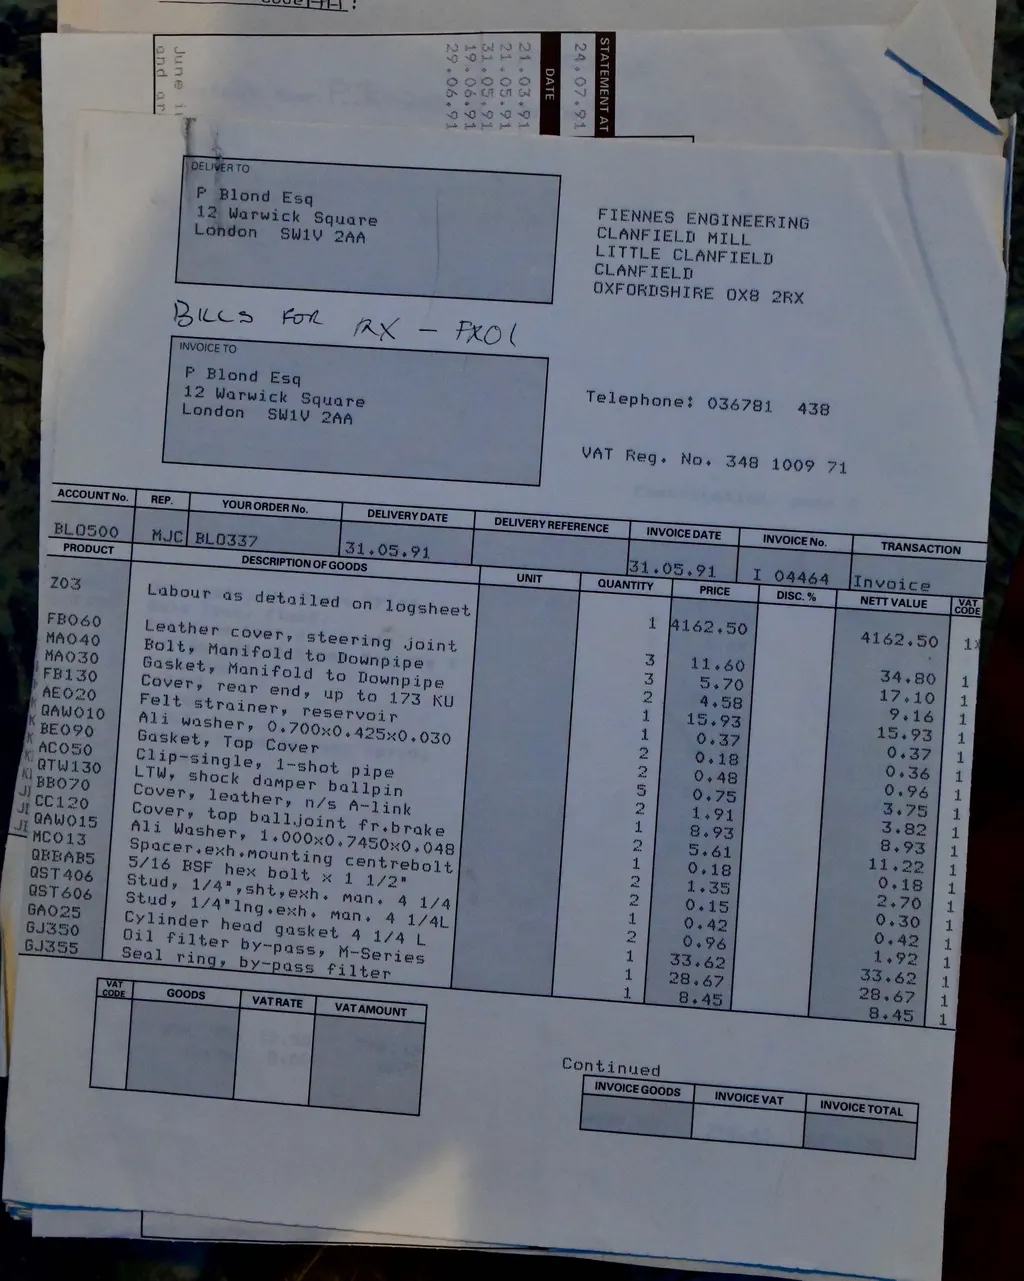 STATEMENT AT
24.07.91
DATE
21.03.91
21.05.91
31.05.91
19.06.91
29.06.91
DELIVER TO
P Blond Esq
12 Warwick Square
London SW1V 2AA
FIENNES ENGINEERING
CLANFIELD MILL
LITTLE CLANFIELD
CLANFIELD
OXFORDSHIRE OX8 2RX
BILLS FOR RX - FX01
INVOICE TO
P Blond Esq
12 Warwick Square
London SW1V 2AA
Telephone: 036781 438
VAT Reg. No. 348 1009 71
ACCOUNT No. REP. YOUR ORDER No. DELIVERY DATE DELIVERY REFERENCE INVOICE DATE INVOICE No. TRANSACTION
BL0500 MJC BL0337 31.05.91 31.05.91 I 04464 Invoice
PRODUCT DESCRIPTION OF GOODS UNIT QUANTITY PRICE DISC. % NETT VALUE VAT CODE
Z03 Labour as detailed on logsheet 1 4162.50 4162.50 1
FB060 Leather cover, steering joint 3 11.60 34.80 1
MA040 Bolt, Manifold to Downpipe 3 5.70 17.10 1
MA030 Gasket, Manifold to Downpipe 2 4.58 9.16 1
FB130 Cover, rear end, up to 173 KU 1 15.93 15.93 1
AE020 Felt strainer, reservoir 1 0.37 0.37 1
QAW010 Ali washer, 0.700x0.425x0.030 2 0.18 0.36 1
BE090 Gasket, Top Cover 2 0.48 0.96 1
AC050 Clip-single, 1-shot pipe 5 0.75 3.75 1
QTW130 LTW, shock damper ballpin 2 1.91 3.82 1
BB070 Cover, leather, n/s A-link 1 8.93 8.93 1
CC120 Cover, top balljoint fr.brake 2 5.61 11.22 1
QAW015 Ali Washer, 1.000x0.7450x0.048 1 0.18 0.18 1
MC013 Spacer.exh.mounting centrebolt 2 1.35 2.70 1
QBBAB5 5/16 BSF hex bolt x 1 1/2" 2 0.15 0.30 1
QST406 Stud, 1/4",sht,exh. man. 4 1/4 1 0.42 0.42 1
QST606 Stud, 1/4"lng.exh. man. 4 1/4L 2 0.96 1.92 1
GA025 Cylinder head gasket 4 1/4 L 1 33.62 33.62 1
GJ350 Oil filter by-pass, M-Series 1 28.67 28.67 1
GJ355 Seal ring, by-pass filter 1 8.45 8.45 1
VAT CODE GOODS VAT RATE VAT AMOUNT
Continued
INVOICE GOODS INVOICE VAT INVOICE TOTAL